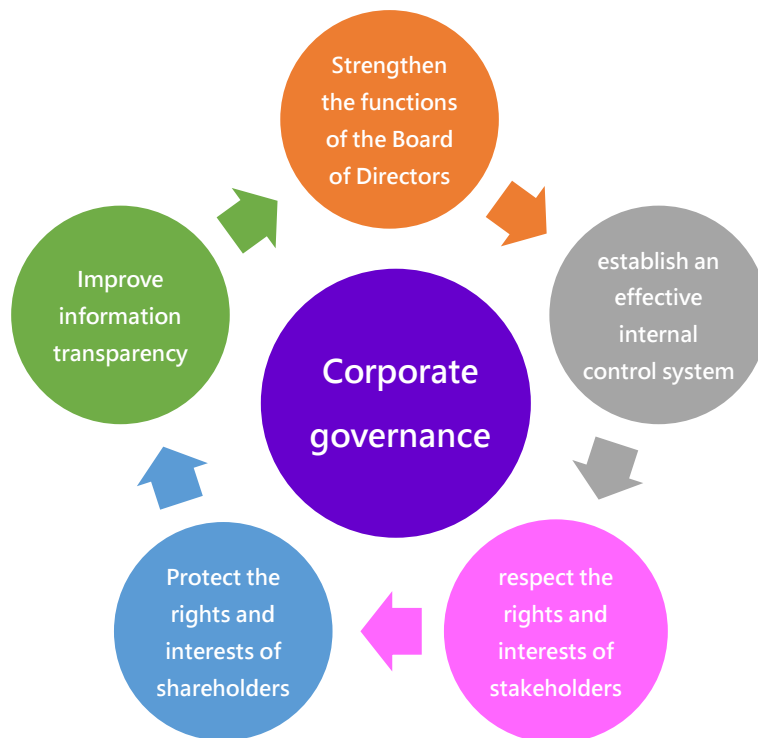 Strengthen
the functions
of the Board
of Directors
establish an
effective
internal
control system
respect the
rights and
interests of
stakeholders
Protect the
rights and
interests of
shareholders
Improve
information
transparency
Corporate
governance